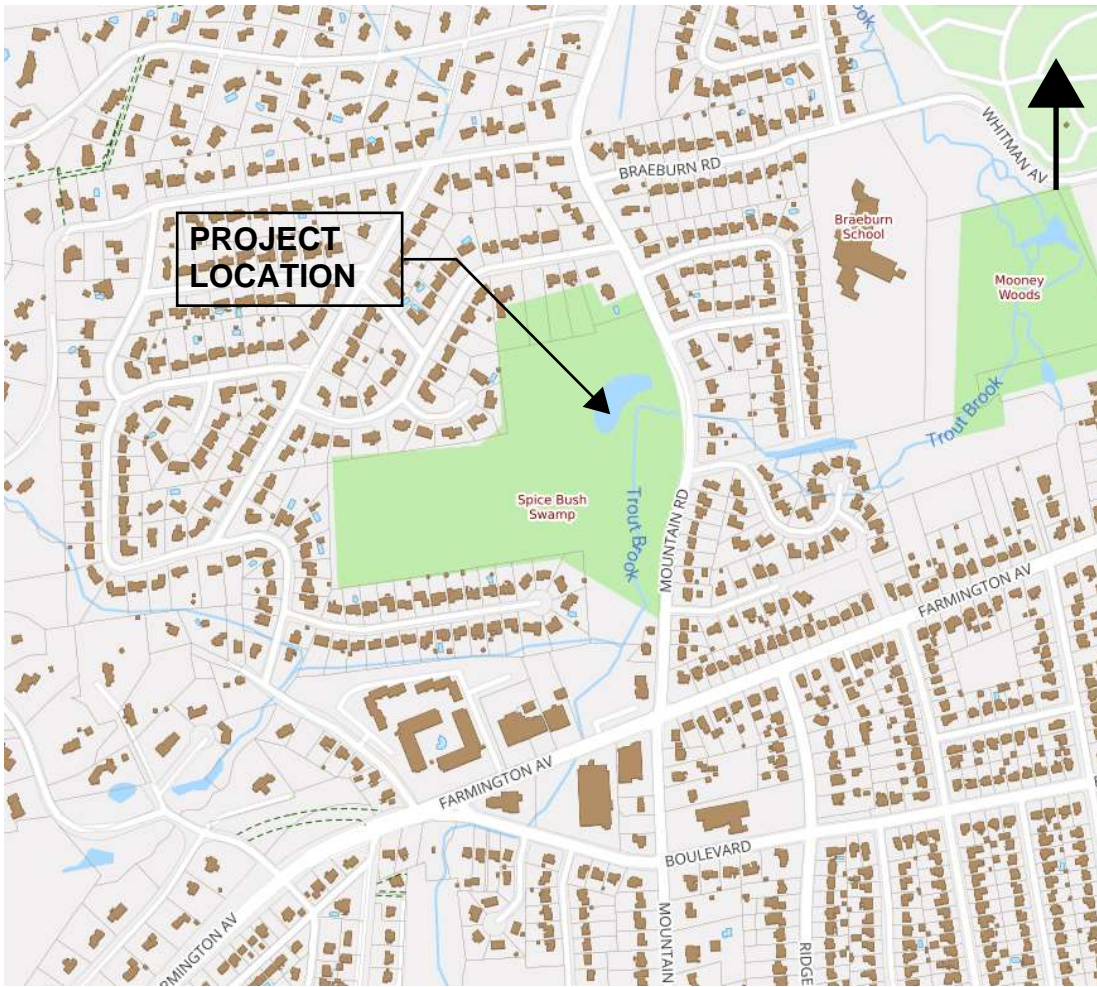 Brook
WHITMAN AV
BRAEBURN RD
Braeburn
School
PROJECT
LOCATION
Mooney
Woods
Trout Brook
Spice Bush
Swamp
Trout Brook
MOUNTAIN RD
FARMINGTON AV
FARMINGTON AV
BOULEVARD
MOUNTAIN
RIDGE
RMINGTON AV